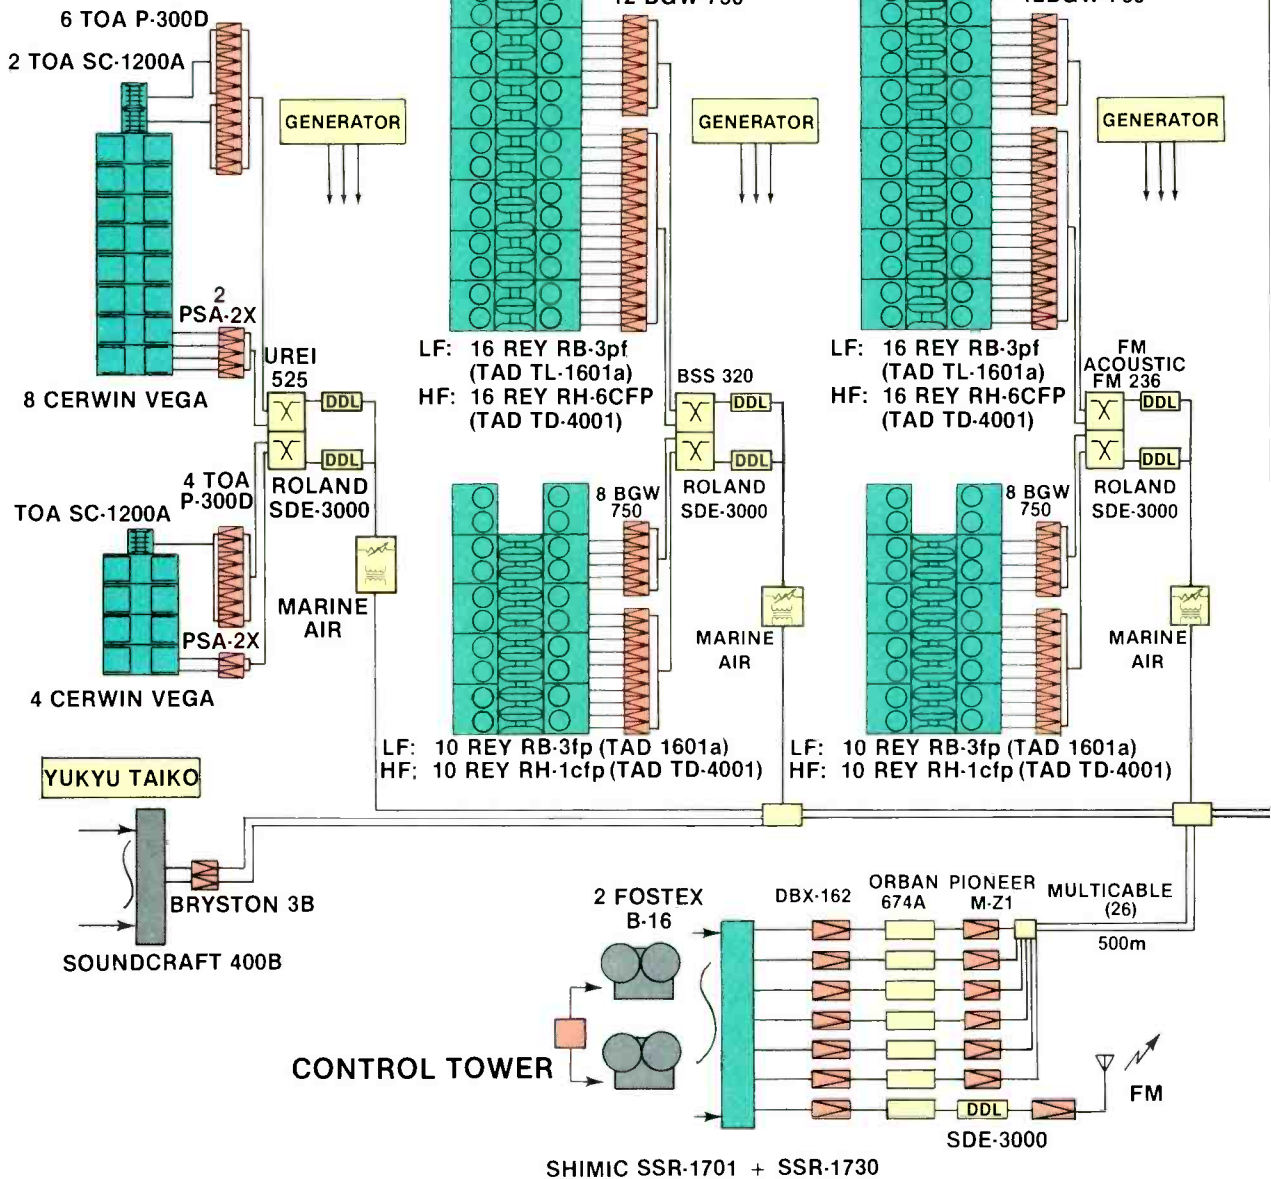 6 TOA P-300D
2 TOA SC-1200A
GENERATOR
2
PSA-2X
8 CERWIN VEGA
UREI
525
DDL
DDL
ROLAND
SDE-3000
4 TOA
P-300D
TOA SC-1200A
PSA-2X
4 CERWIN VEGA
MARINE
AIR
12 BGW 750
GENERATOR
LF: 16 REY RB-3pf
(TAD TL-1601a)
HF: 16 REY RH-6CFP
(TAD TD-4001)
BSS 320
DDL
DDL
ROLAND
SDE-3000
8 BGW
750
MARINE
AIR
LF: 10 REY RB-3fp (TAD 1601a)
HF: 10 REY RH-1cfp (TAD TD-4001)
12BGW 750
GENERATOR
LF: 16 REY RB-3pf
(TAD TL-1601a)
HF: 16 REY RH-6CFP
(TAD TD-4001)
FM
ACOUSTIC
FM 236
DDL
DDL
ROLAND
SDE-3000
8 BGW
750
MARINE
AIR
LF: 10 REY RB-3fp (TAD 1601a)
HF: 10 REY RH-1cfp (TAD TD-4001)
YUKYU TAIKO
BRYSTON 3B
SOUNDCRAFT 400B
2 FOSTEX
B-16
CONTROL TOWER
DBX-162
ORBAN
674A
PIONEER
M-Z1
MULTICABLE
(26)
500m
DDL
SDE-3000
FM
SHIMIC SSR-1701 + SSR-1730